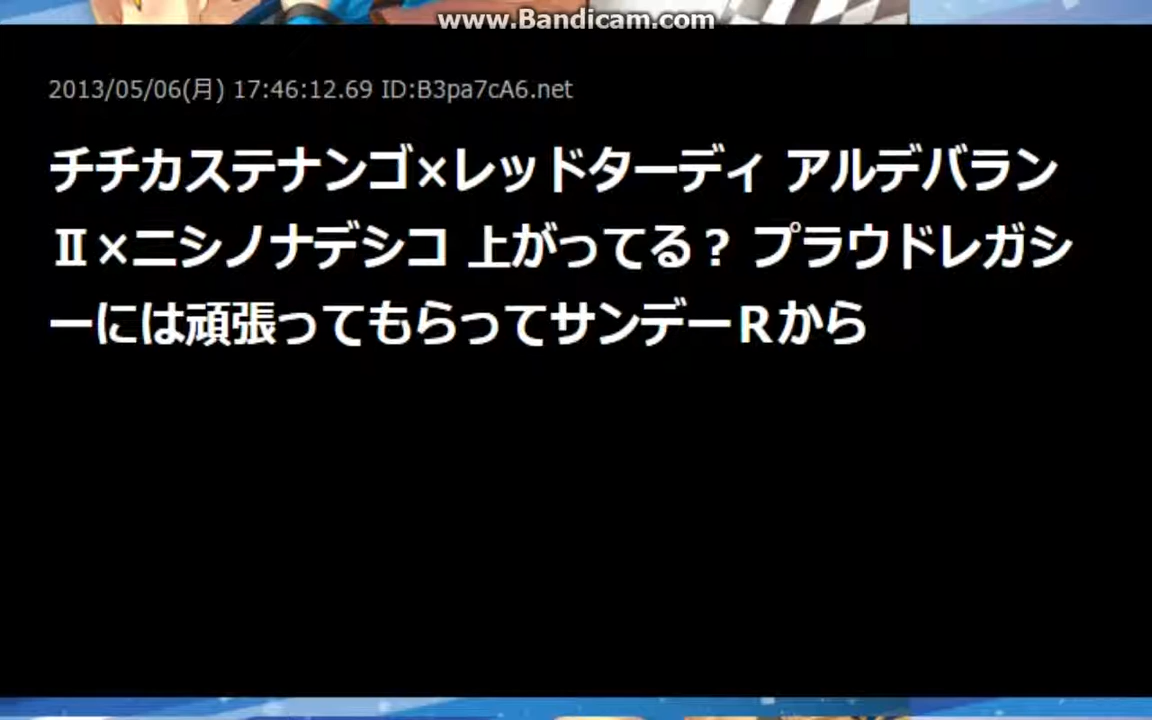 www.Bandicam.com
2013/05/06(月) 17:46:12.69 ID:B3pa7cA6.net
チチカステナンゴ×レッドターディ アルデバラン
Ⅱ×ニシノナデシコ 上がってる？ プラウドレガシ
ーには頑張ってもらってサンデーＲから